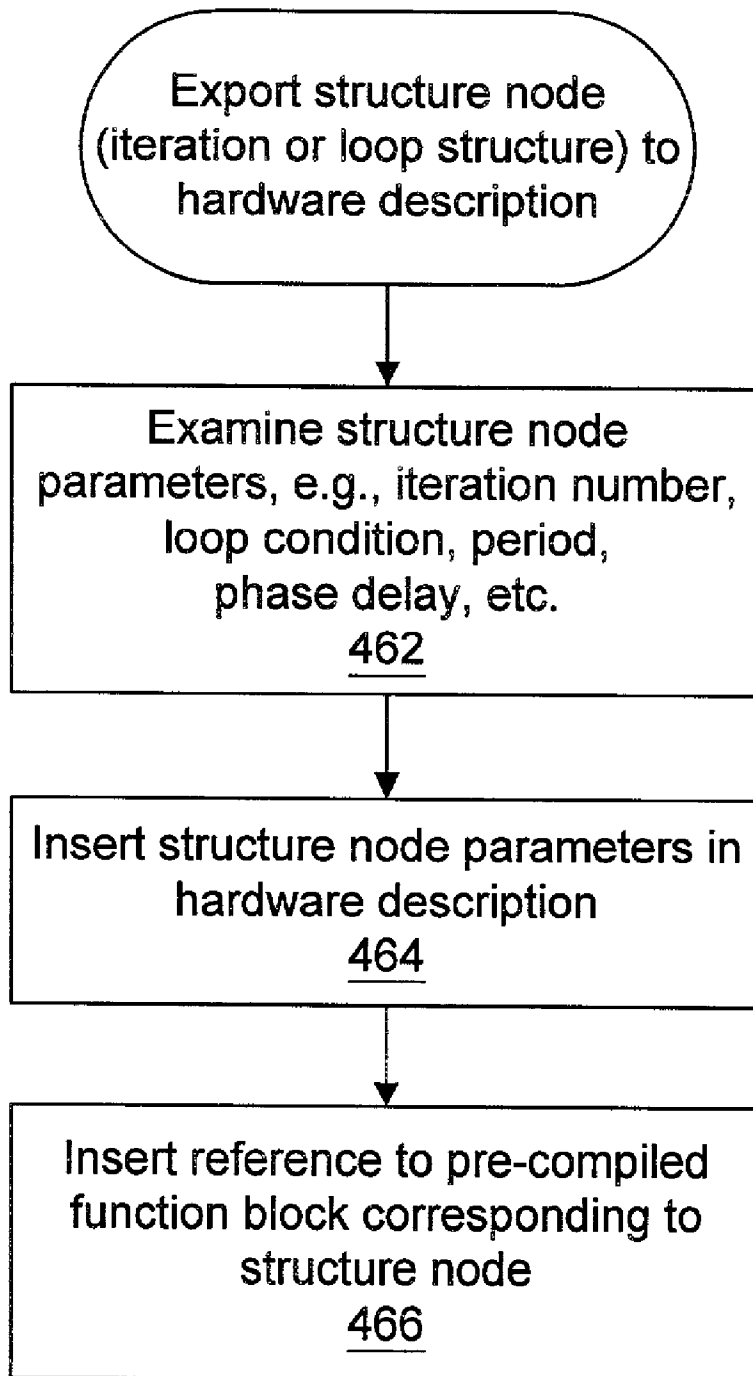 Export structure node
(iteration or loop structure) to
hardware description
Examine structure node
parameters, e.g., iteration number,
loop condition, period,
phase delay, etc.
462
Insert structure node parameters in
hardware description
464
Insert reference to pre-compiled
function block corresponding to
structure node
466